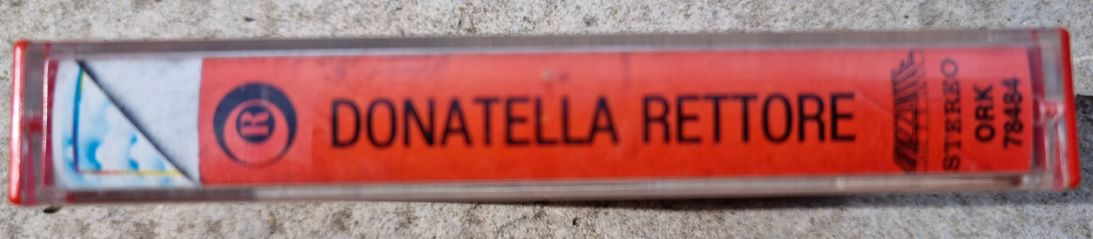 R
DONATELLA RETTORE
STEREO
ORK
78484